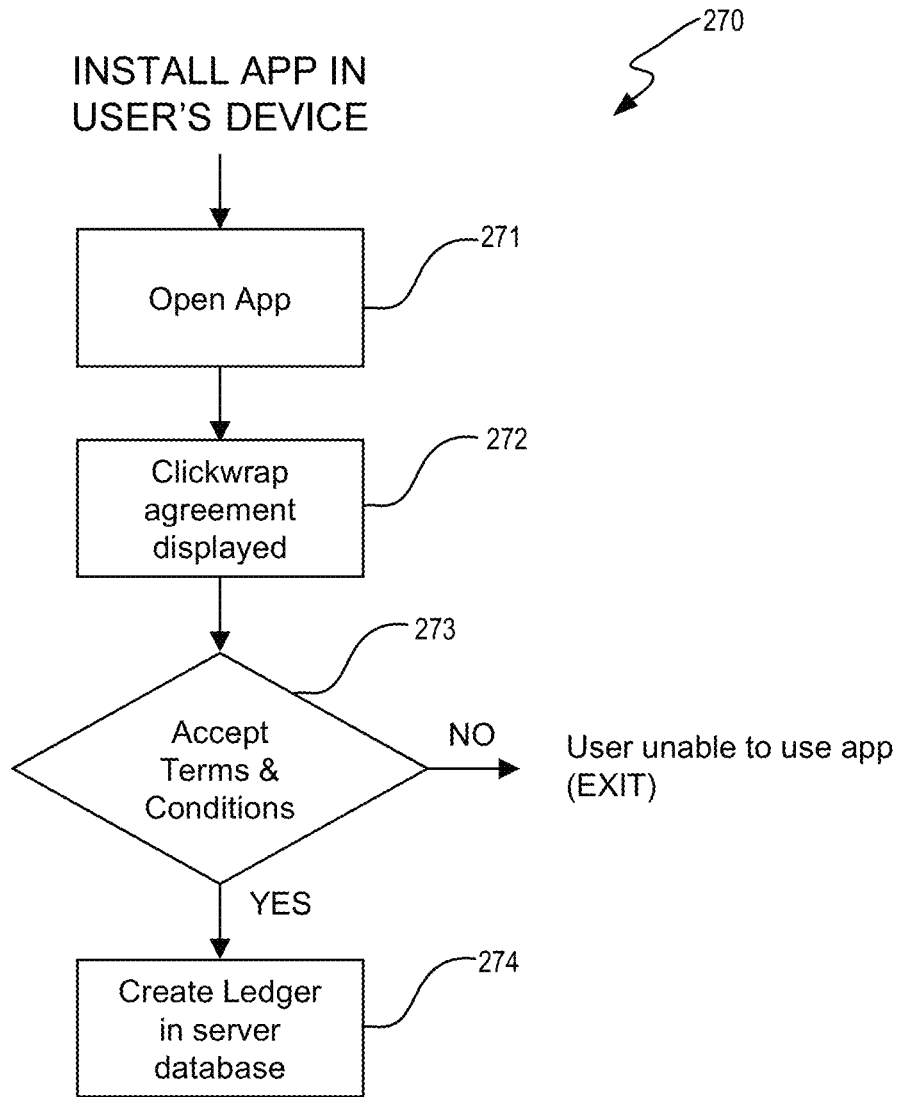 270
INSTALL APP IN
USER'S DEVICE
271
Open App
272
Clickwrap
agreement
displayed
273
Accept
Terms &
Conditions
NO
User unable to use app
(EXIT)
YES
274
Create Ledger
in server
database